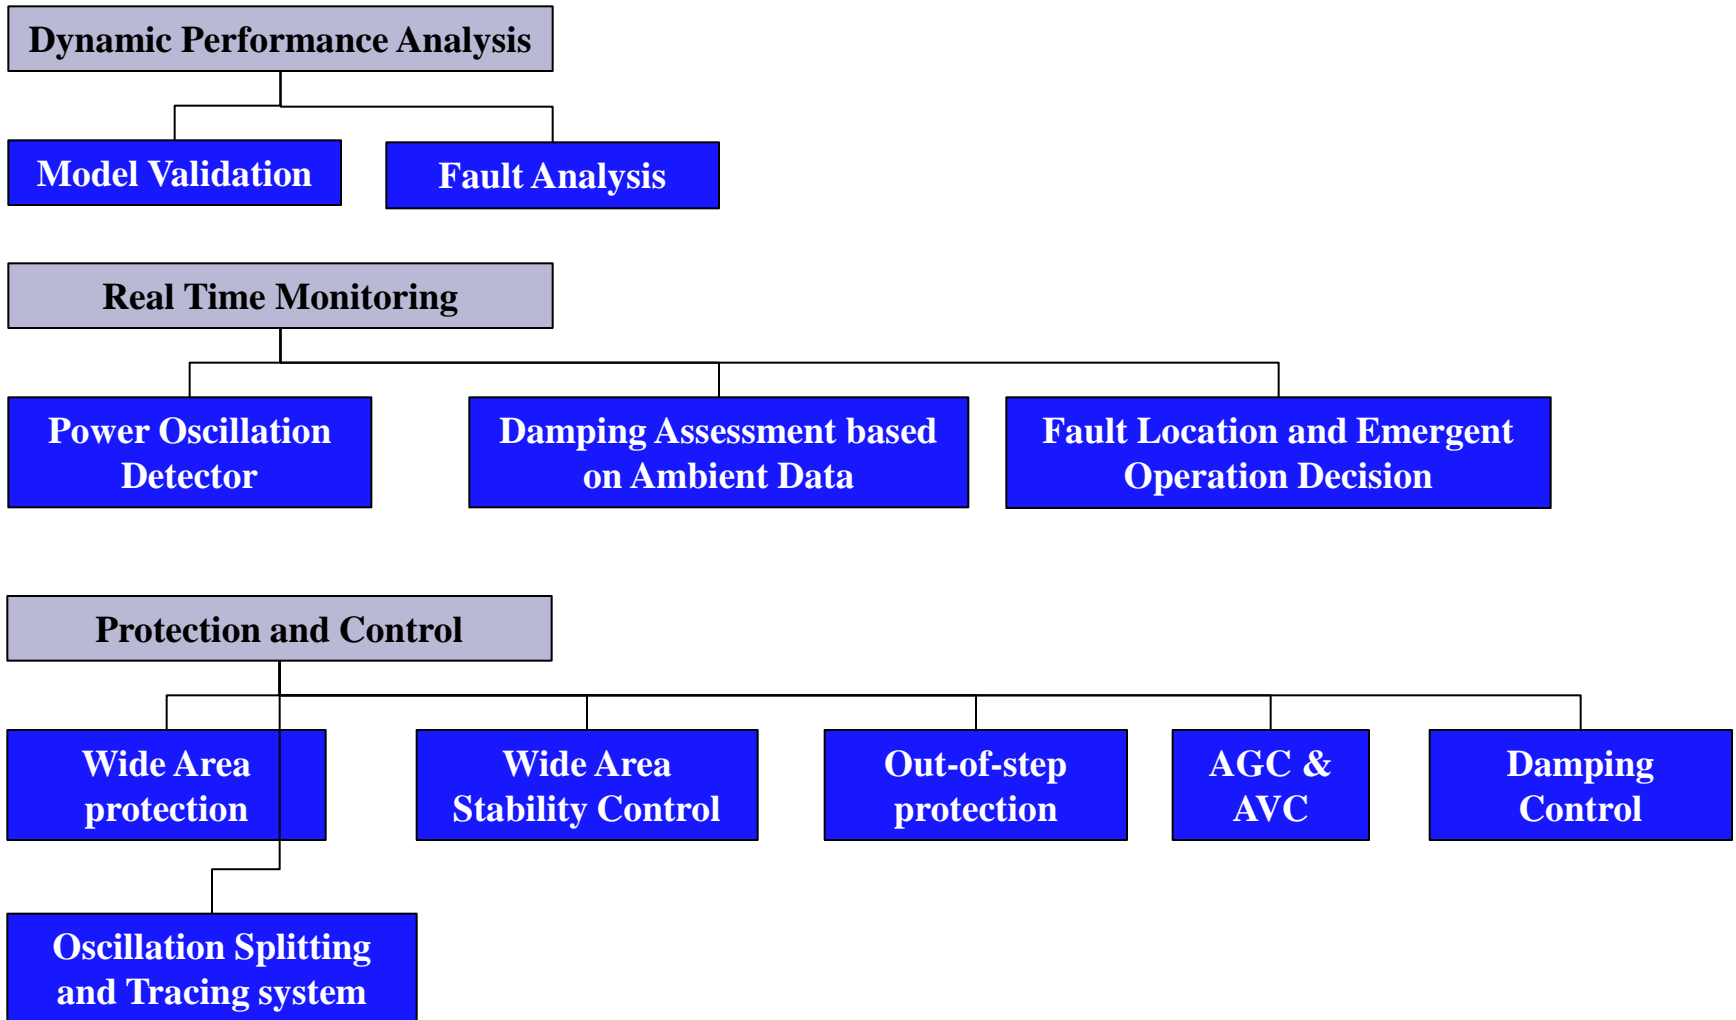 Dynamic Performance Analysis
Model Validation
Fault Analysis
Real Time Monitoring
Power Oscillation
Detector
Damping Assessment based
on Ambient Data
Fault Location and Emergent
Operation Decision
Protection and Control
Wide Area
protection
Wide Area
Stability Control
Out-of-step
protection
AGC &
AVC
Damping
Control
Oscillation Splitting
and Tracing system